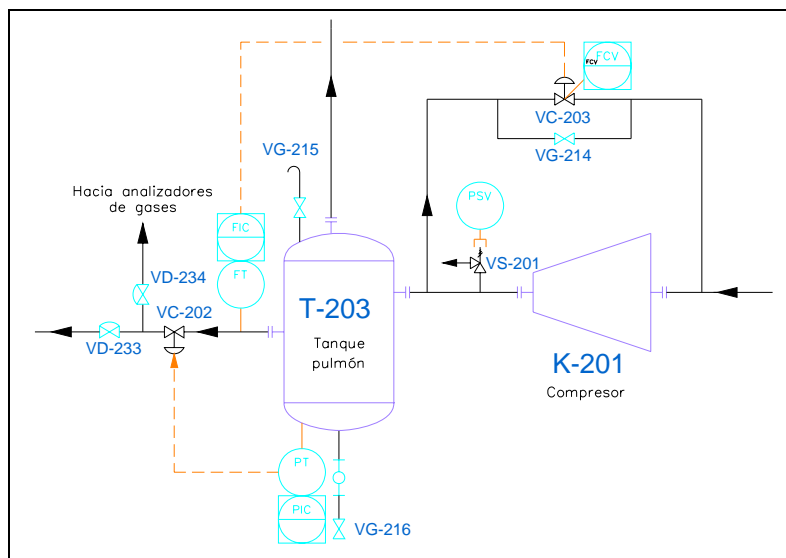 FCV
FCV
VC-203
VG-214
VG-215
Hacia analizadores
de gases
PSV
FIC
FT
VS-201
VD-234
VC-202
T-203
Tanque
pulmón
VD-233
K-201
Compresor
PT
PIC
VG-216